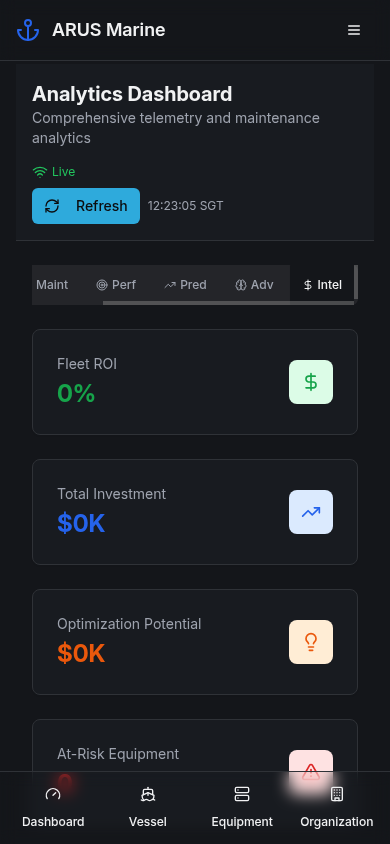 ARUS Marine
Analytics Dashboard
Comprehensive telemetry and maintenance
analytics
Live
Refresh
12:23:05 SGT
Maint
Perf
Pred
Adv
Intel
Fleet ROI
0%
Total Investment
$0K
Optimization Potential
$0K
At-Risk Equipment
Dashboard
Vessel
Equipment
Organization